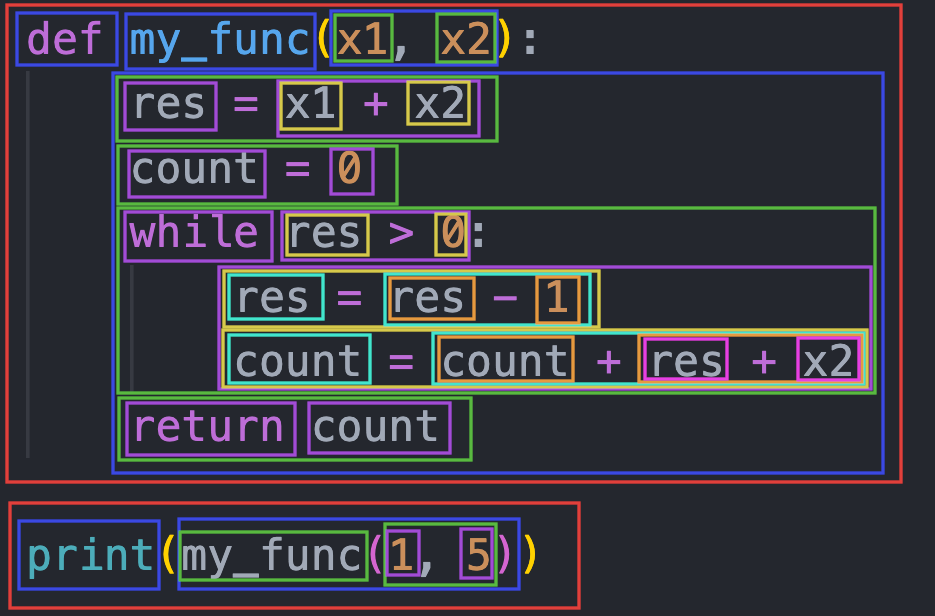 def my_func(x1, x2):
    res = x1 + x2
    count = 0
    while res > 0:
        res = res - 1
        count = count + res + x2
    return count
print(my_func(1, 5))